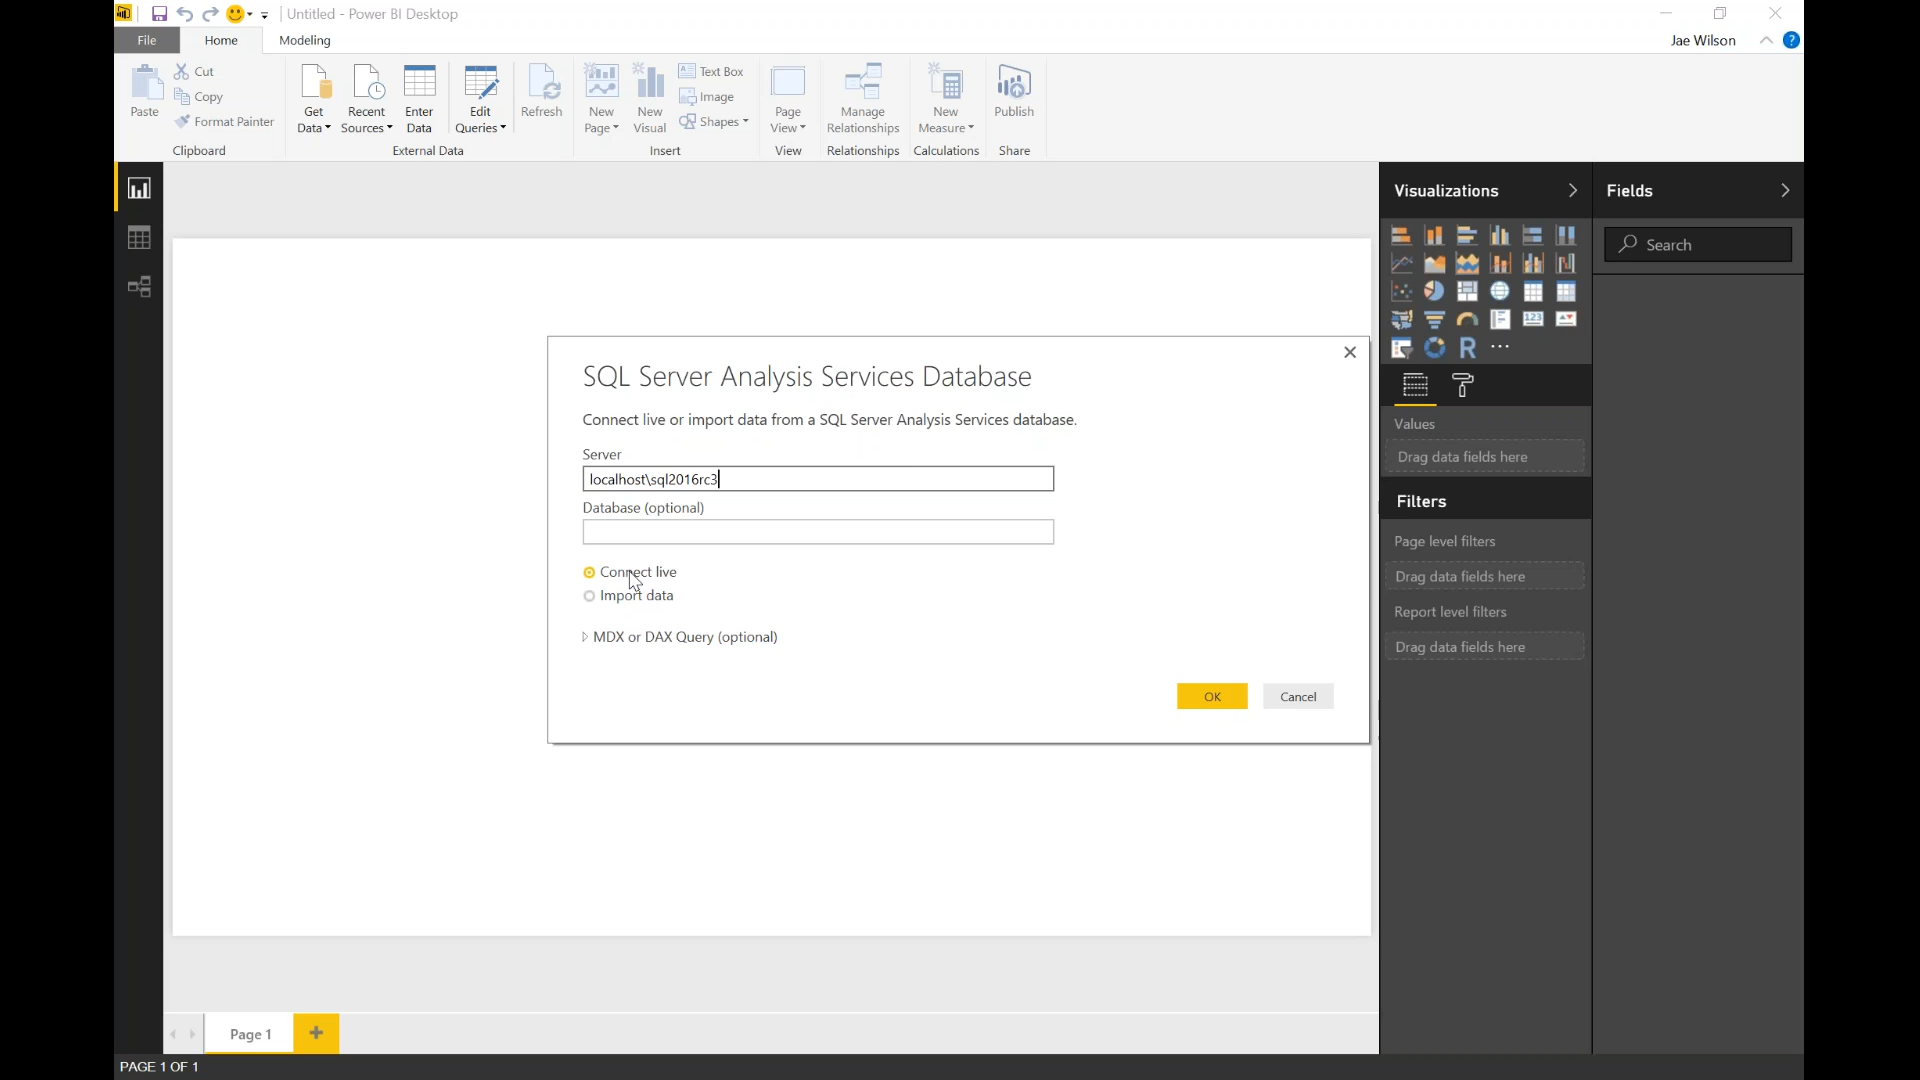 Untitled - Power BI Desktop
File
Home
Modeling
Jae Wilson
?
Paste
Cut
Copy
Format Painter
Clipboard
Get
Data
Recent
Sources
Enter
Data
Edit
Queries
External Data
Refresh
New
Page
New
Visual
Text Box
Image
Shapes
Insert
Page
View
View
Manage
Relationships
Relationships
New
Measure
Calculations
Publish
Share
Visualizations
R
123
Values
Drag data fields here
Filters
Page level filters
Drag data fields here
Report level filters
Drag data fields here
Fields
Search
SQL Server Analysis Services Database
Connect live or import data from a SQL Server Analysis Services database.
Server
localhost\sql2016rc3
Database (optional)
Connect live
Import data
MDX or DAX Query (optional)
OK
Cancel
Page 1
PAGE 1 OF 1